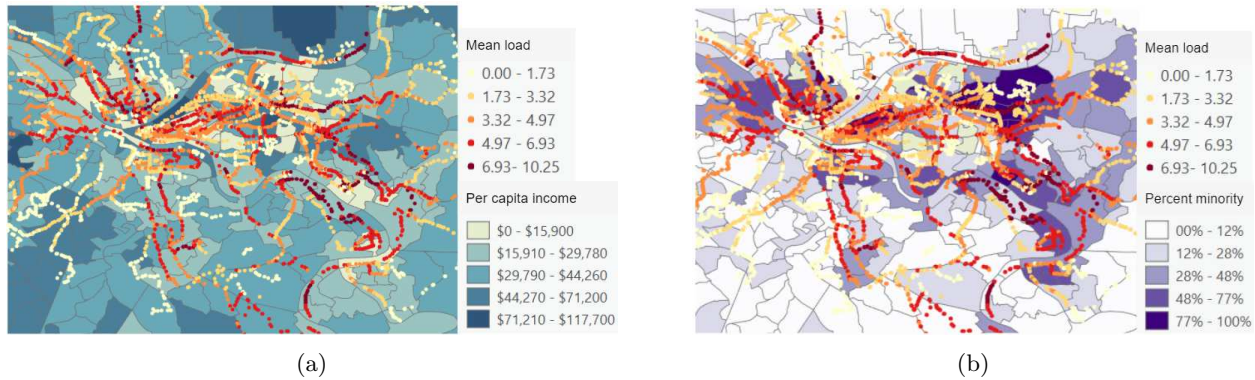 Mean load
0.00 - 1.73
1.73 - 3.32
3.32 - 4.97
4.97 - 6.93
6.93- 10.25
Per capita income
$0 - $15,900
$15,910 - $29,780
$29,790 - $44,260
$44,270 - $71,200
$71,210 - $117,700
(a)
Mean load
0.00 - 1.73
1.73 - 3.32
3.32 - 4.97
4.97 - 6.93
6.93- 10.25
Percent minority
00% - 12%
12% - 28%
28% - 48%
48% - 77%
77% - 100%
(b)